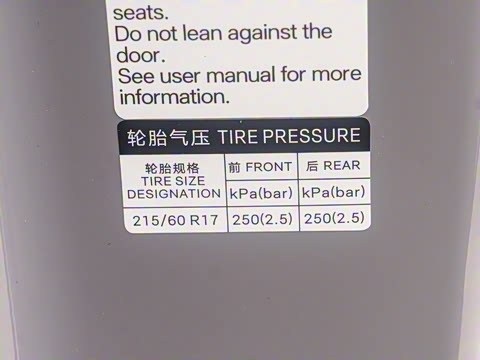 seats.
Do not lean against the
door.
See user manual for more
information.
轮胎气压 TIRE PRESSURE
轮胎规格
TIRE SIZE
DESIGNATION
前 FRONT
后 REAR
kPa(bar)
kPa(bar)
215/60 R17
250(2.5)
250(2.5)